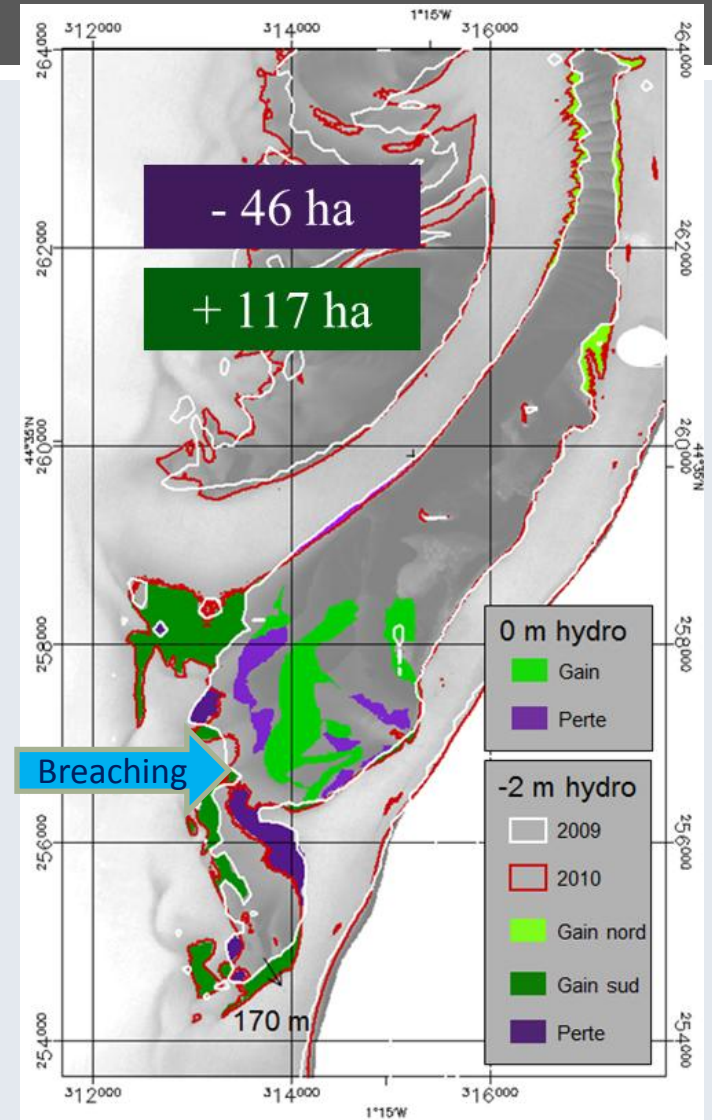 1°15'W
312000 314000 316000
264000 264000
- 46 ha
262000 262000
+ 117 ha
44°35'N 260000 260000 44°35'N
0 m hydro
258000 258000
Gain
Perte
Breaching
-2 m hydro
256000 256000
2009
2010
Gain nord
Gain sud
Perte
170 m
254000 254000
312000 314000 316000
1°15'W